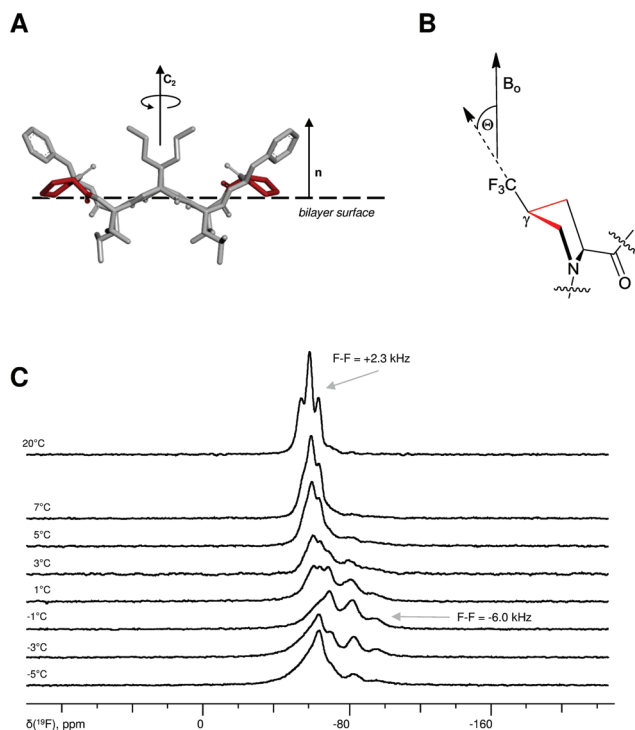 A
C2
n
bilayer surface
B
Bo
Θ
F3C
γ
N
O
C
F-F = +2.3 kHz
20°C
7°C
5°C
3°C
1°C
-1°C
F-F = -6.0 kHz
-3°C
-5°C
δ(¹⁹F), ppm 0 -80 -160